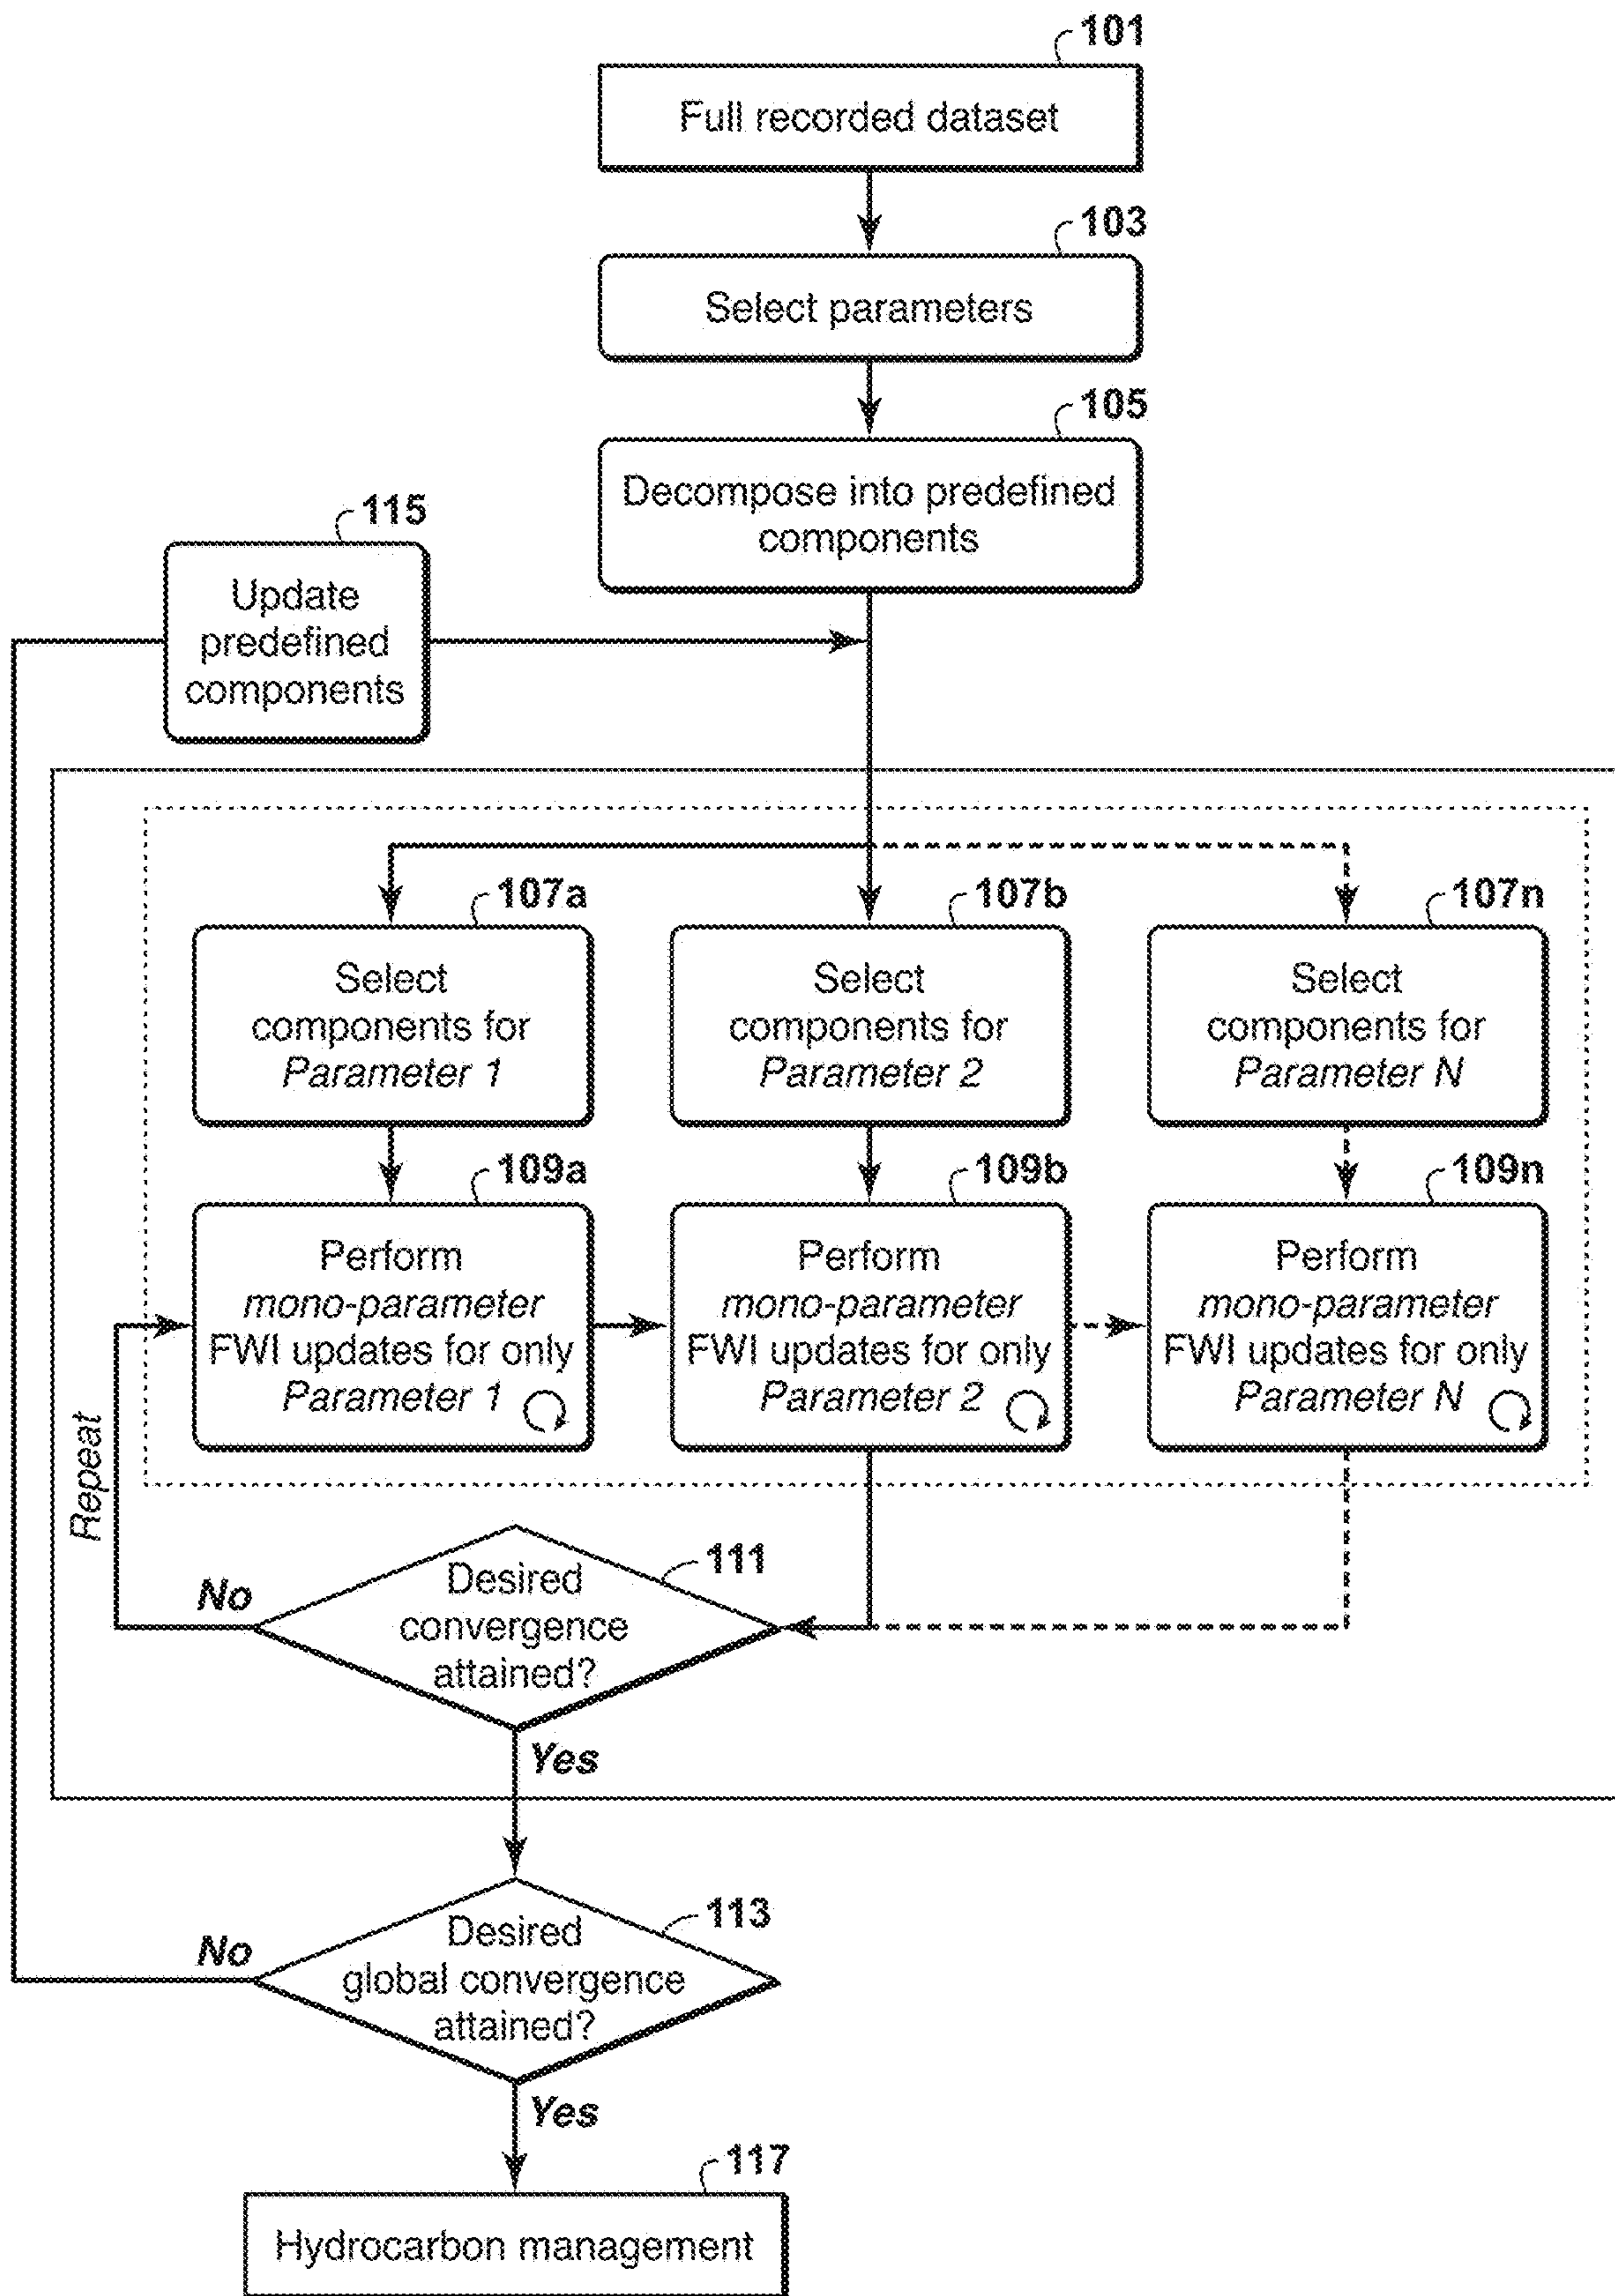 101
Full recorded dataset
103
Select parameters
105
Decompose into predefined
components
115
Update
predefined
components
107a
Select
components for
Parameter 1
107b
Select
components for
Parameter 2
107n
Select
components for
Parameter N
109a
Perform
mono-parameter
FWI updates for only
Parameter 1
109b
Perform
mono-parameter
FWI updates for only
Parameter 2
109n
Perform
mono-parameter
FWI updates for only
Parameter N
Repeat
No
111
Desired
convergence
attained?
Yes
No
113
Desired
global convergence
attained?
Yes
117
Hydrocarbon management